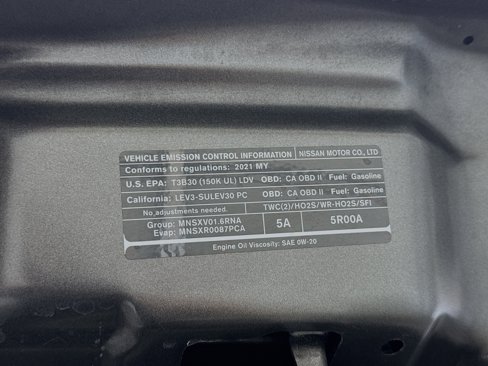 VEHICLE EMISSION CONTROL INFORMATION NISSAN MOTOR CO., LTD
Conforms to regulations: 2021 MY
U.S. EPA: T3B30 (150K UL) LDV OBD: CA OBD II Fuel: Gasoline
California: LEV3-SULEV30 PC OBD: CA OBD II Fuel: Gasoline
No adjustments needed. TWC(2)/HO2S/WR-HO2S/SFI
Group: MNSXV01.6RNA
Evap: MNSXR0087PCA
5A 5R00A
Engine Oil Viscosity: SAE 0W-20